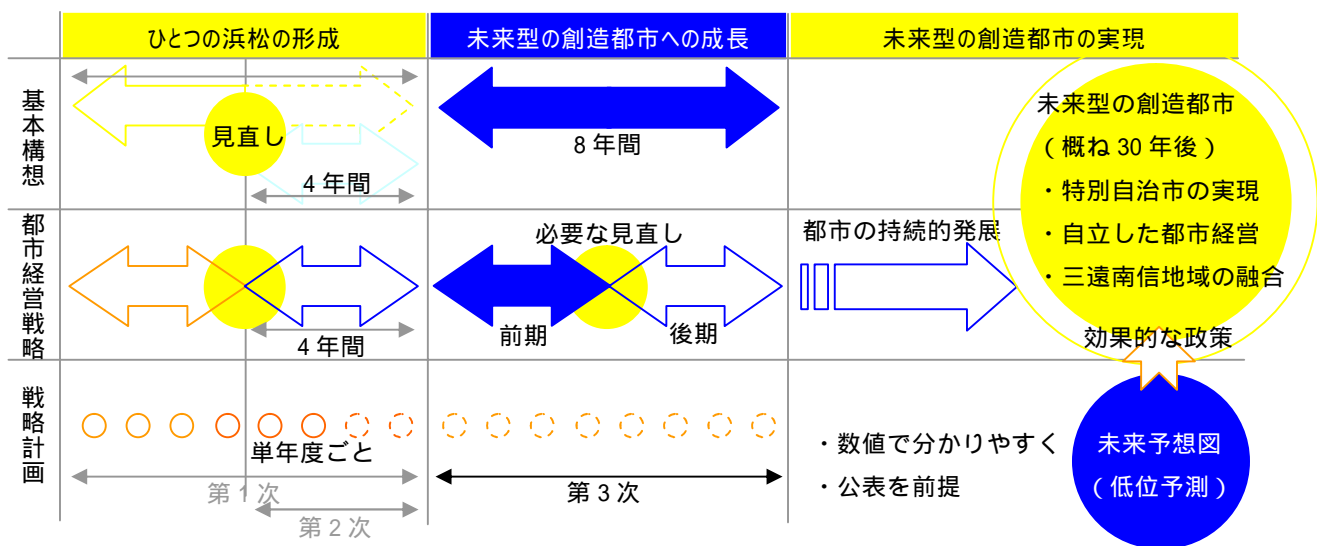 ひとつの浜松の形成
未来型の創造都市への成長
未来型の創造都市の実現
基本構想
見直し
4年間
8年間
未来型の創造都市
（概ね30年後）
・特別自治市の実現
・自立した都市経営
・三遠南信地域の融合
都市経営戦略
4年間
必要な見直し
前期
後期
都市の持続的発展
効果的な政策
戦略計画
単年度ごと
第1次
第2次
第3次
・数値で分かりやすく
・公表を前提
未来予想図
（低位予測）